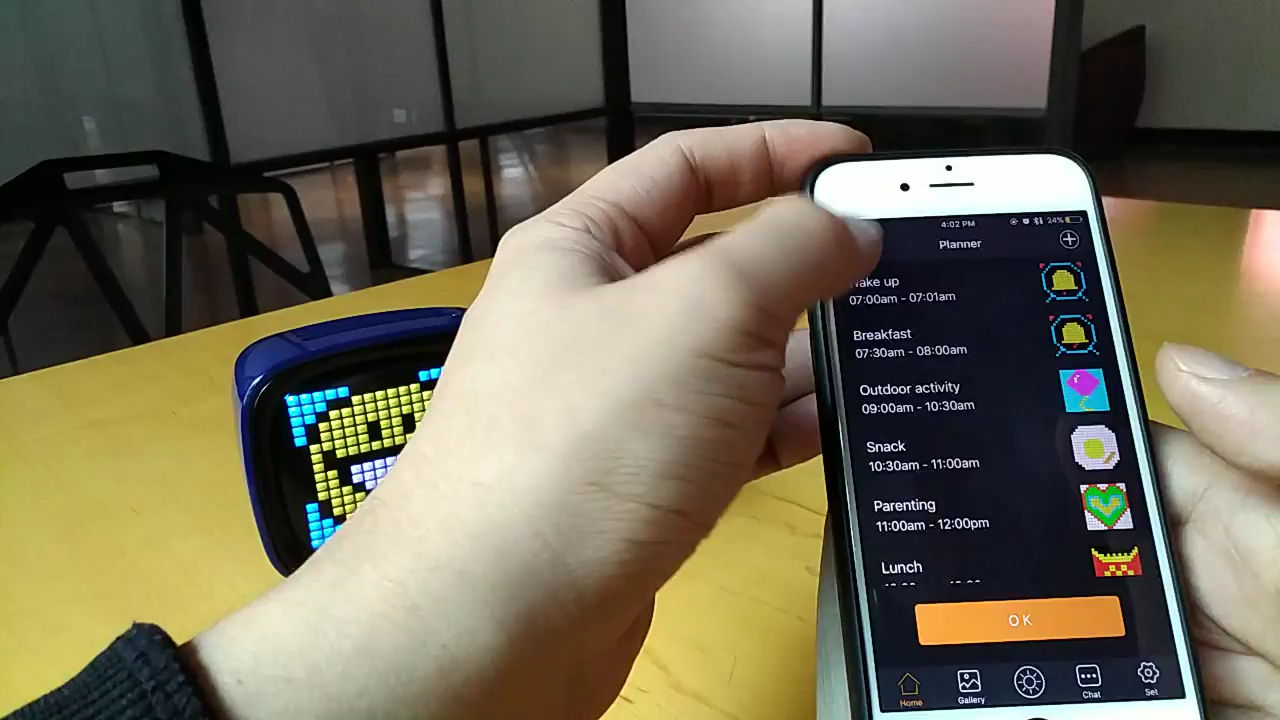 4:02 PM 24%
Planner
Wake up
07:00am - 07:01am
Breakfast
07:30am - 08:00am
Outdoor activity
09:00am - 10:30am
Snack
10:30am - 11:00am
Parenting
11:00am - 12:00pm
Lunch
OK
Home Gallery Chat Set